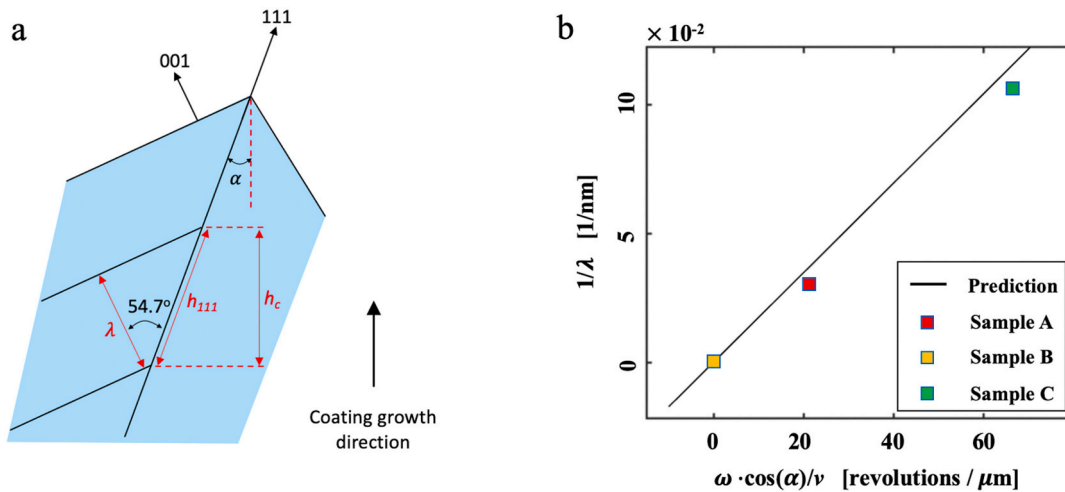 a
111
001
α
54.7°
λ
h111
hc
Coating growth
direction
b
× 10⁻²
10
5
0
1/λ [1/nm]
0
20
40
60
ω ·cos(α)/v [revolutions / μm]
Prediction
Sample A
Sample B
Sample C